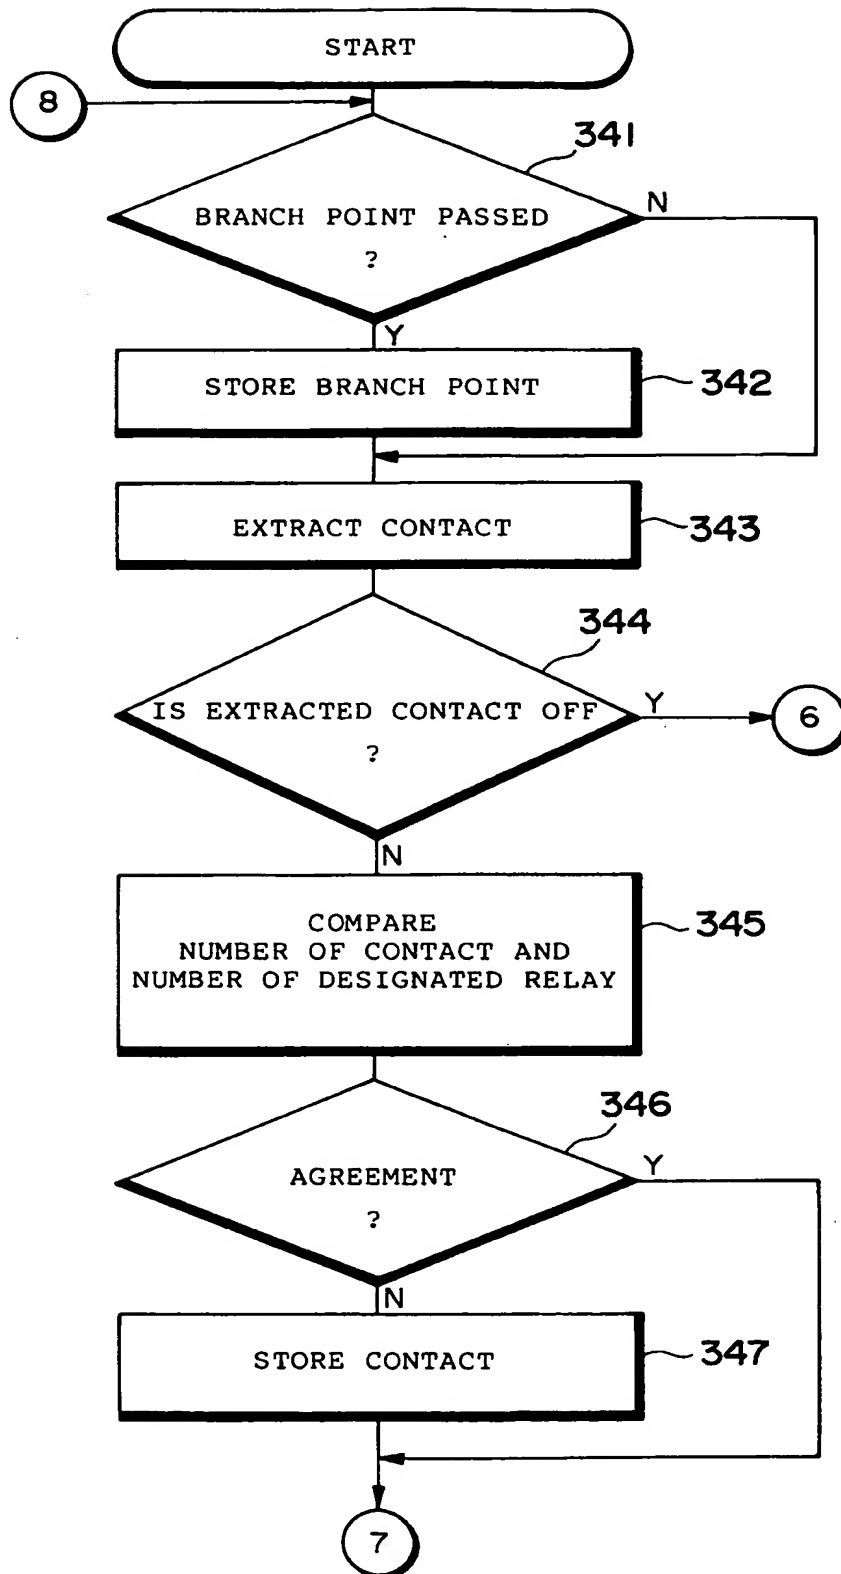 START
8
341
BRANCH POINT PASSED
?
N
Y
STORE BRANCH POINT
342
EXTRACT CONTACT
343
344
IS EXTRACTED CONTACT OFF
?
Y
6
N
COMPARE
NUMBER OF CONTACT AND
NUMBER OF DESIGNATED RELAY
345
346
AGREEMENT
?
Y
N
STORE CONTACT
347
7